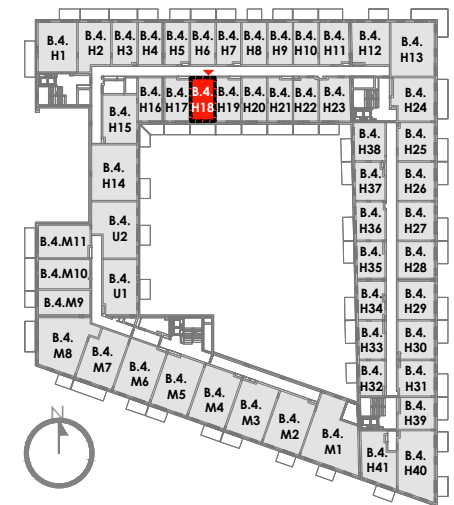 B.4.
H1
B.4.
H2
B.4.
H3
B.4.
H4
B.4.
H5
B.4.
H6
B.4.
H7
B.4.
H8
B.4.
H9
B.4.
H10
B.4.
H11
B.4.
H12
B.4.
H13
B.4.
H16
B.4.
H17
B.4.
H18
B.4.
H19
B.4.
H20
B.4.
H21
B.4.
H22
B.4.
H23
B.4.
H24
B.4.
H15
B.4.
H38
B.4.
H25
B.4.
H14
B.4.
H37
B.4.
H26
B.4.
U2
B.4.
H36
B.4.
H27
B.4.M11
B.4.
H35
B.4.
H28
B.4.M10
B.4.
U1
B.4.M9
B.4.
H34
B.4.
H29
B.4.
M8
B.4.
M7
B.4.
M6
B.4.
M5
B.4.
M4
B.4.
M3
B.4.
M2
B.4.
M1
B.4.
H33
B.4.
H30
B.4.
H32
B.4.
H31
B.4.
H39
B.4.
H41
B.4.
H40
N